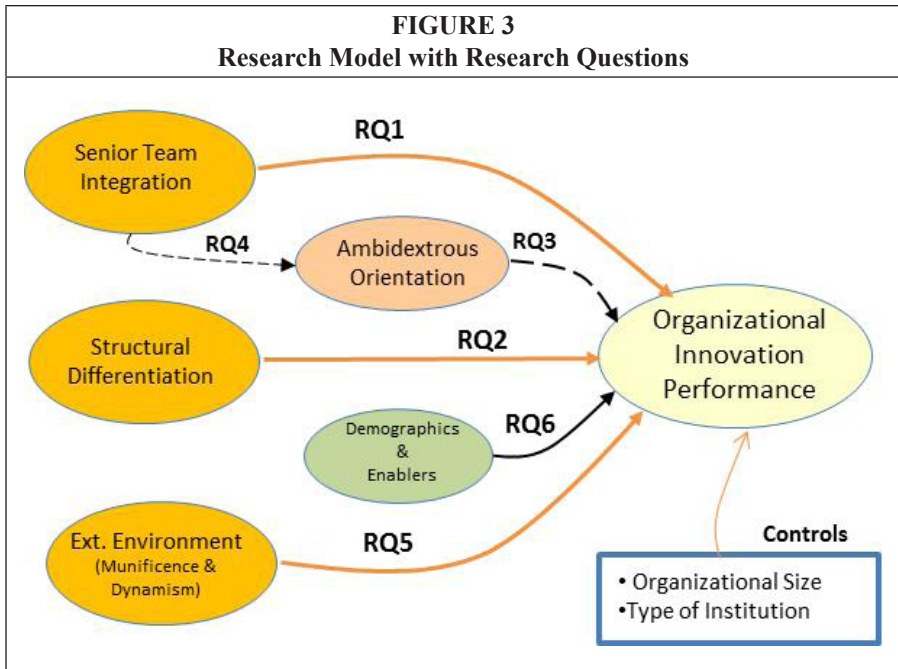 FIGURE 3
Research Model with Research Questions
RQ1
Senior Team
Integration
RQ4
Ambidextrous
Orientation
RQ3
Structural
Differentiation
RQ2
Organizational
Innovation
Performance
Demographics
&
Enablers
RQ6
Ext. Environment
(Munificence &
Dynamism)
RQ5
Controls
• Organizational Size
•Type of Institution